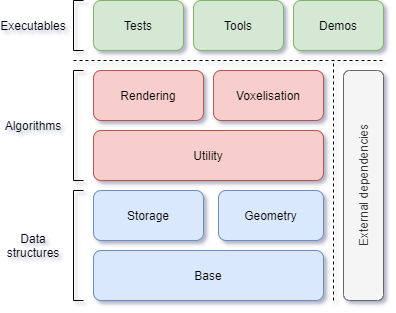 Executables
Tests
Tools
Demos
Algorithms
Rendering
Voxelisation
Utility
External dependencies
Data
structures
Storage
Geometry
Base